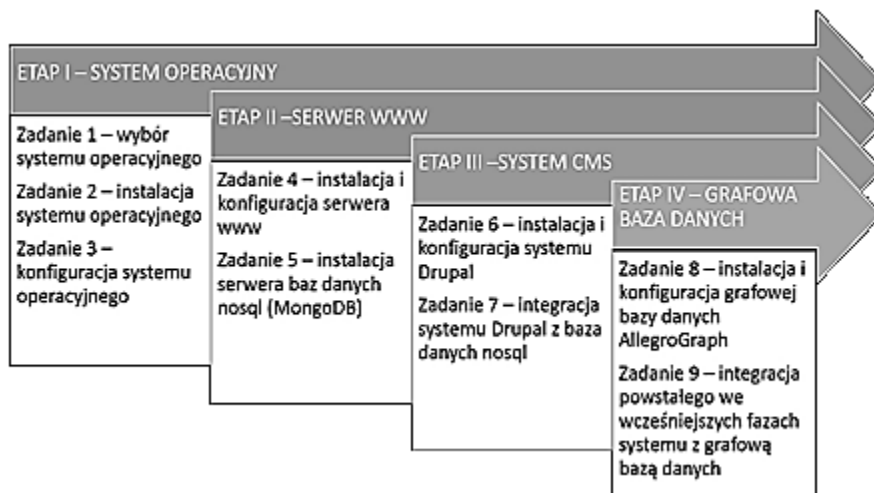 ETAP I – SYSTEM OPERACYJNY
Zadanie 1 – wybór
systemu operacyjnego
Zadanie 2 – instalacja
systemu operacyjnego
Zadanie 3 –
konfiguracja systemu
operacyjnego
ETAP II –SERWER WWW
Zadanie 4 – instalacja i
konfiguracja serwera
www
Zadanie 5 – instalacja
serwera baz danych
nosql (MongoDB)
ETAP III –SYSTEM CMS
Zadanie 6 – instalacja i
konfiguracja systemu
Drupal
Zadanie 7 – integracja
systemu Drupal z baza
danych nosql
ETAP IV – GRAFOWA
BAZA DANYCH
Zadanie 8 – instalacja i
konfiguracja grafowej
bazy danych
AllegroGraph
Zadanie 9 – integracja
powstałego we
wcześniejszych fazach
systemu z grafową
bazą danych